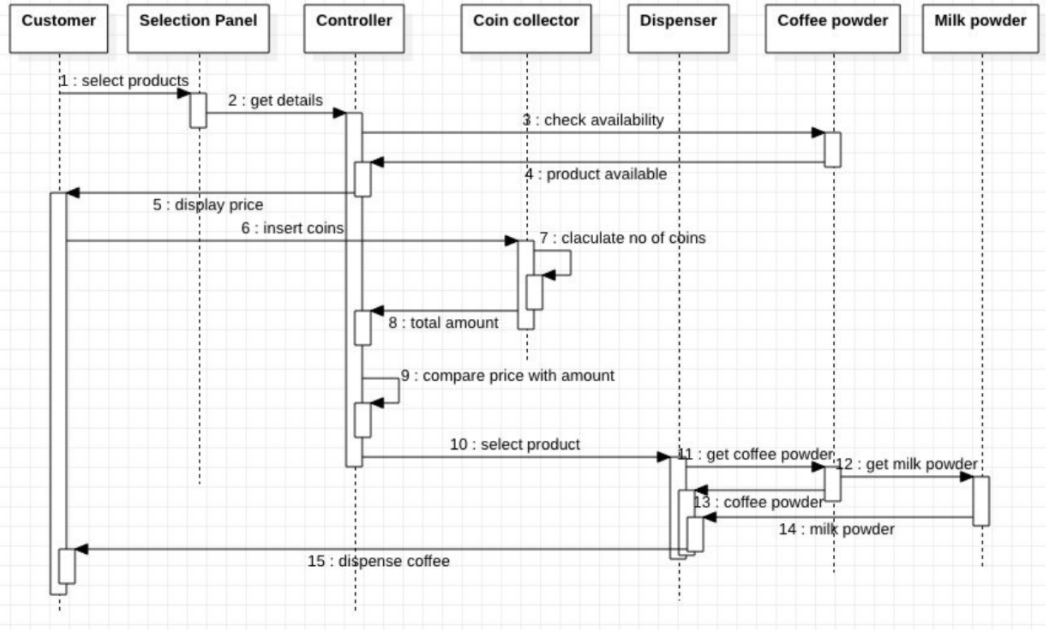 Customer
Selection Panel
Controller
Coin collector
Dispenser
Coffee powder
Milk powder
1 : select products
2 : get details
3 : check availability
4 : product available
5 : display price
6 : insert coins
7 : claculate no of coins
8 : total amount
9 : compare price with amount
10 : select product
11 : get coffee powder
12 : get milk powder
13 : coffee powder
14 : milk powder
15 : dispense coffee